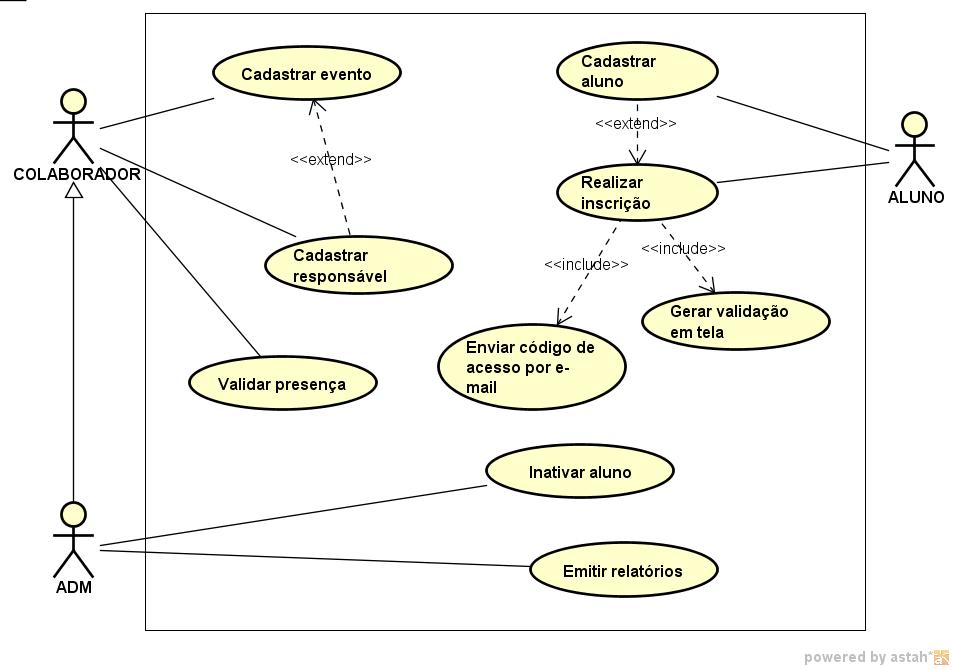 Cadastrar evento
Cadastrar
aluno
<<extend>>
<<extend>>
COLABORADOR
Realizar
inscrição
ALUNO
<<include>>
<<include>>
Cadastrar
responsável
Gerar validação
em tela
Enviar código de
acesso por e-
mail
Validar presença
Inativar aluno
Emitir relatórios
ADM
powered by astah*